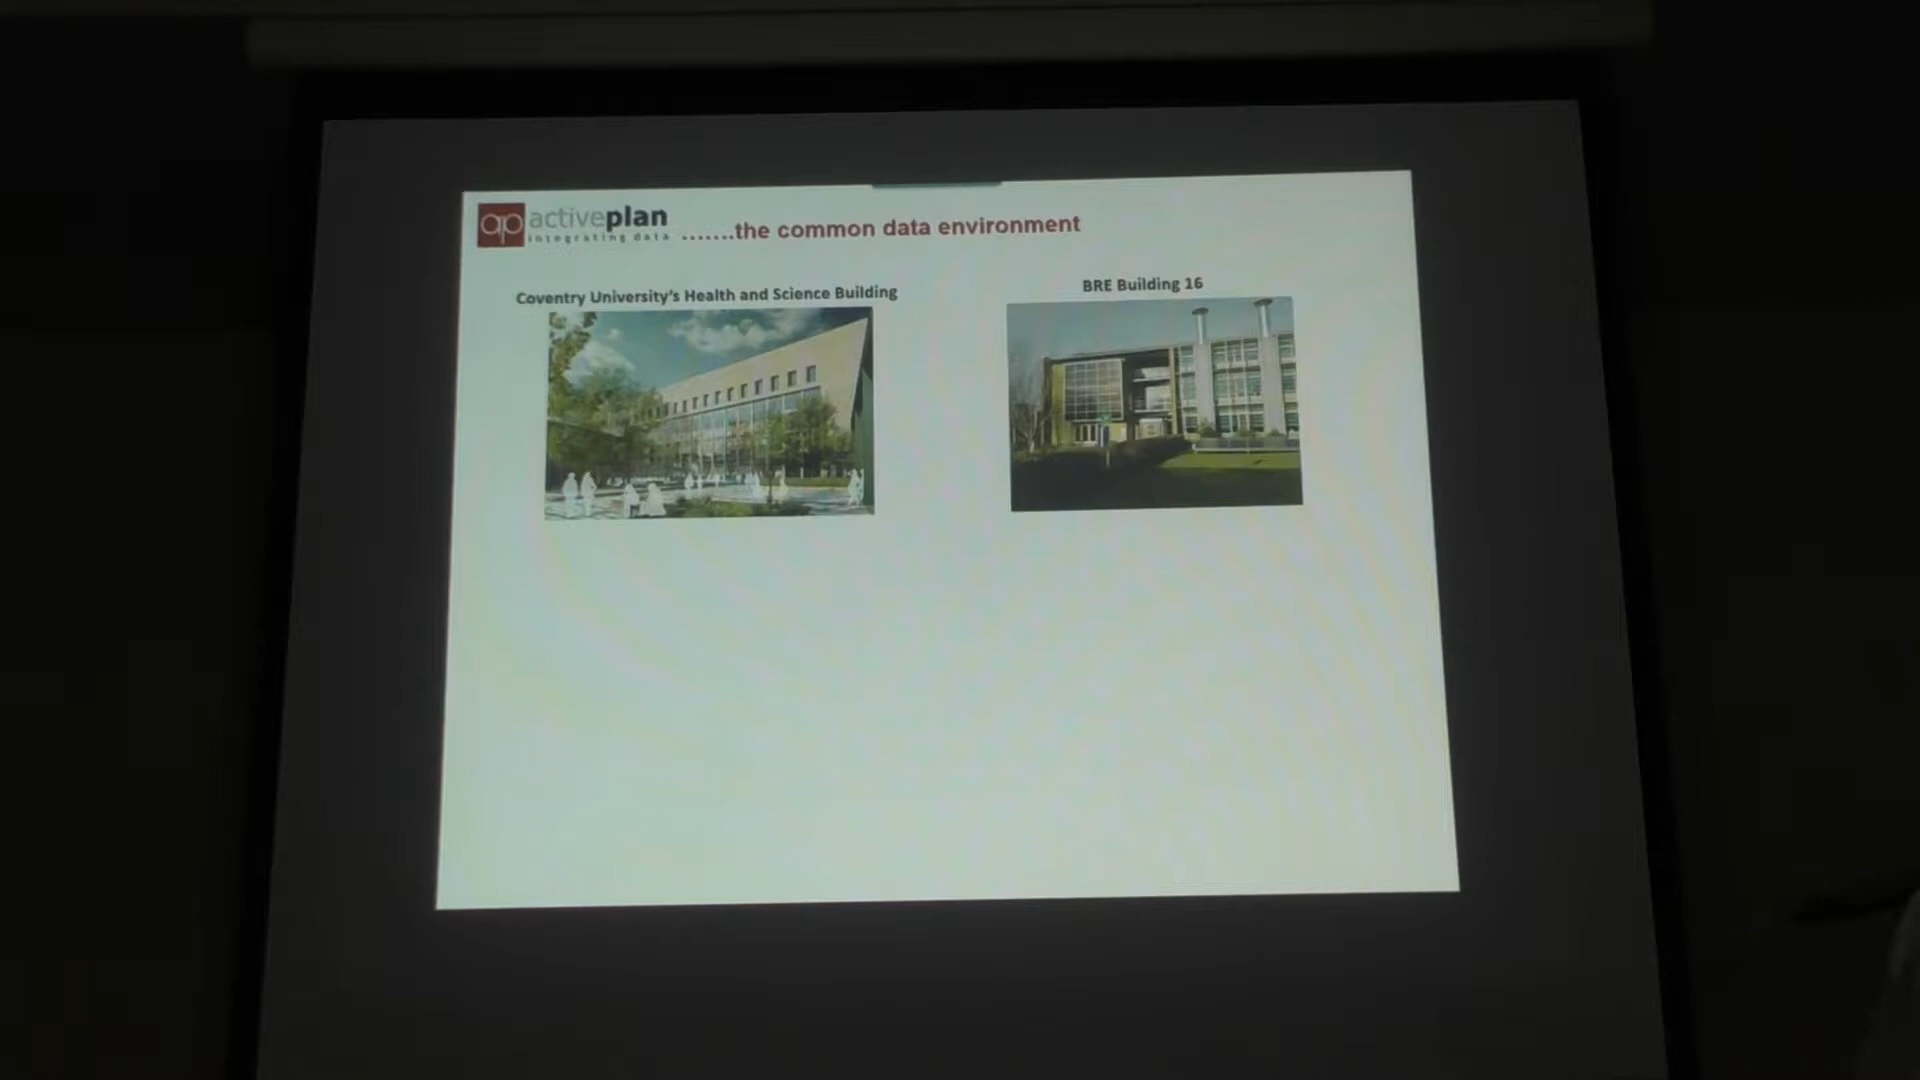 ap activeplan
integrating data
.......the common data environment
Coventry University's Health and Science Building
BRE Building 16